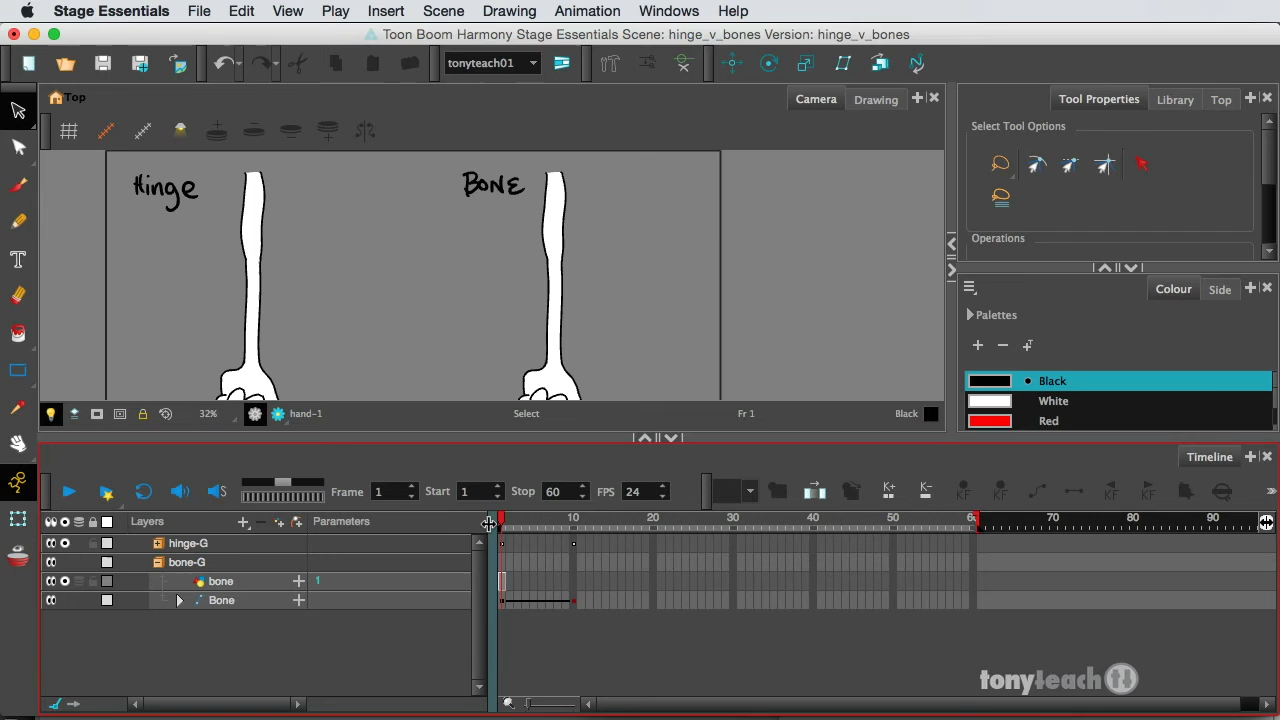 Stage Essentials File Edit View Play Insert Scene Drawing Animation Windows Help
Toon Boom Harmony Stage Essentials Scene: hinge_v_bones Version: hinge_v_bones
tonyteach01
Top Camera Drawing
Tool Properties Library Top
Select Tool Options
Operations
Hinge BONE
Colour Side
Palettes
Black
White
Red
32% hand-1 Select Fr 1 Black
Timeline
Frame 1 Start 1 Stop 60 FPS 24
Layers Parameters 10 20 30 40 50 6 70 80 90
hinge-G
bone-G
bone 1
Bone
tonyteach